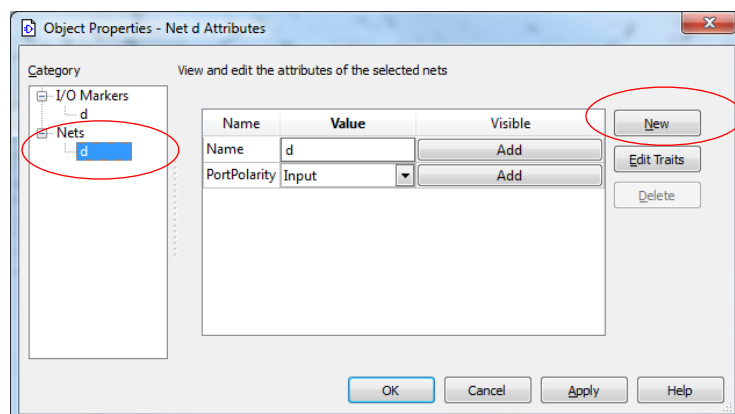 Object Properties - Net d Attributes
Category
View and edit the attributes of the selected nets
I/O Markers
d
Nets
d
Name Value Visible
Name d Add
PortPolarity Input Add
New
Edit Traits
Delete
OK Cancel Apply Help